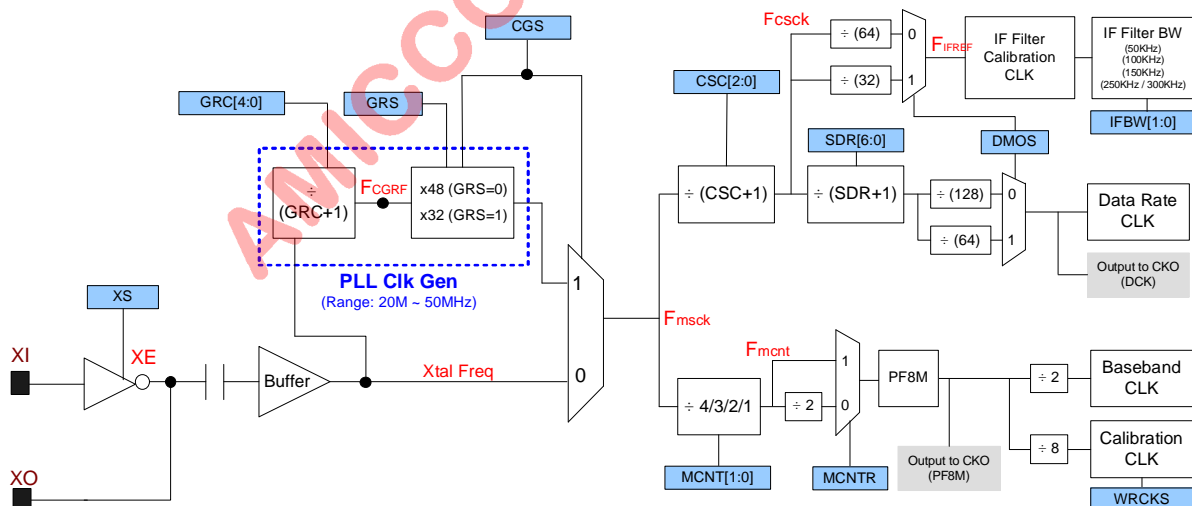 CGS
GRC[4:0]
GRS
÷
(GRC+1)
FCGRF
x48 (GRS=0)
x32 (GRS=1)
PLL Clk Gen
(Range: 20M ~ 50MHz)
XS
XI
XE
Buffer
Xtal Freq
XO
1
0
Fmsck
Fcsck
CSC[2:0]
÷ (64)
÷ (32)
0
1
FIFREF
IF Filter
Calibration
CLK
IF Filter BW
(50KHz)
(100KHz)
(150KHz)
(250KHz / 300KHz)
IFBW[1:0]
SDR[6:0]
DMOS
÷ (CSC+1)
÷ (SDR+1)
÷ (128)
÷ (64)
0
1
Data Rate
CLK
Output to CKO
(DCK)
Fmcnt
÷ 4/3/2/1
÷ 2
1
0
PF8M
÷ 2
Baseband
CLK
÷ 8
Calibration
CLK
Output to CKO
(PF8M)
MCNT[1:0]
MCNTR
WRCKS
AMICC